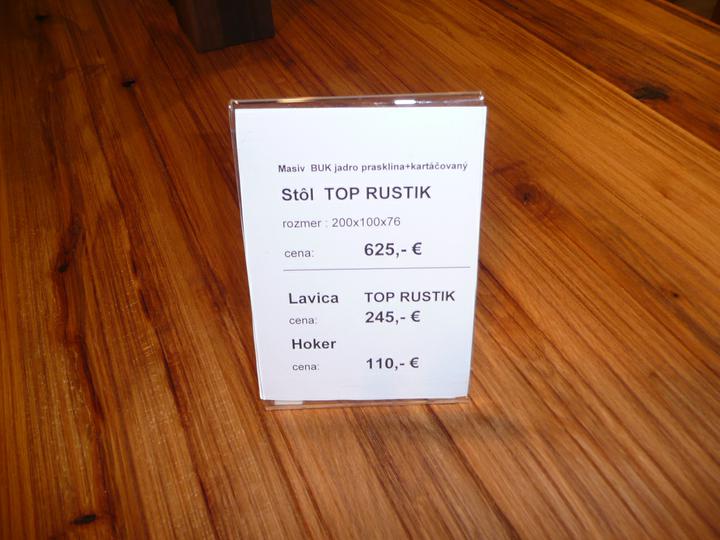 Masiv BUK jadro prasklina+kartáčovaný
Stôl TOP RUSTIK
rozmer : 200x100x76
cena: 625,- €
Lavica TOP RUSTIK
cena: 245,- €
Hoker
cena: 110,- €